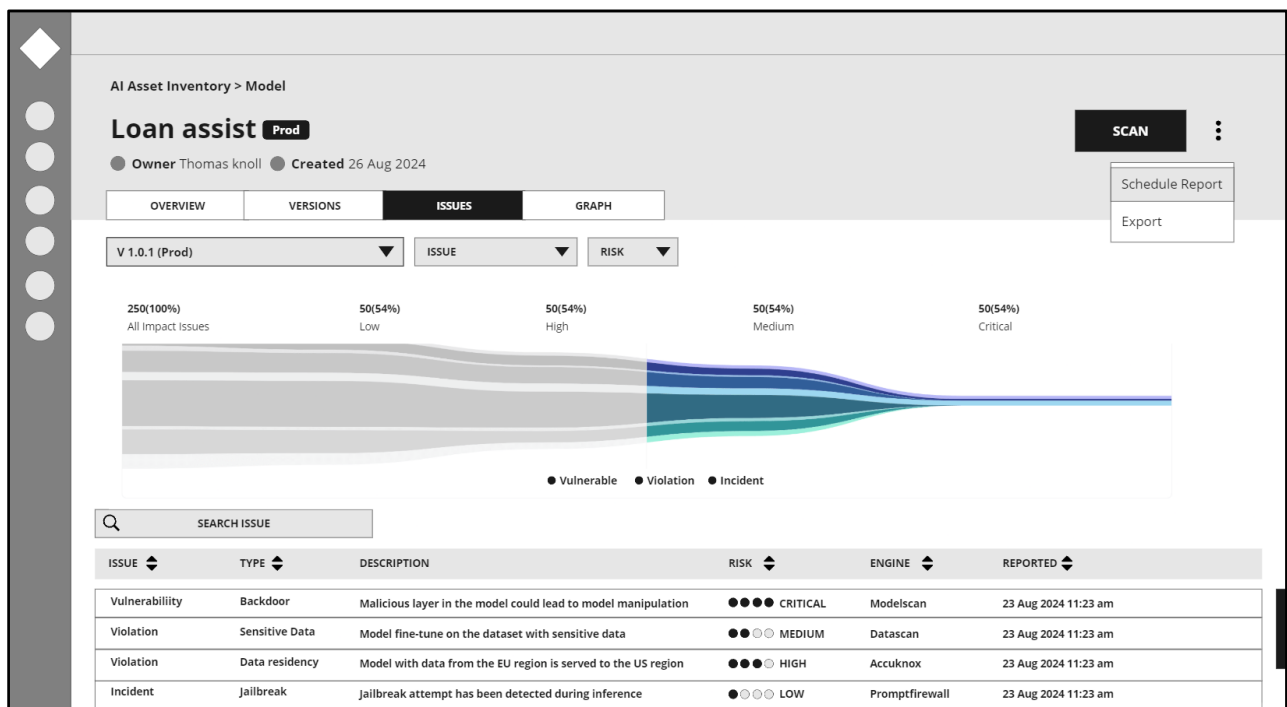 AI Asset Inventory > Model
Loan assist Prod
SCAN
Owner Thomas knoll Created 26 Aug 2024
Schedule Report
Export
OVERVIEW VERSIONS ISSUES GRAPH
V 1.0.1 (Prod) ISSUE RISK
250(100%) 50(54%) 50(54%) 50(54%) 50(54%)
All Impact Issues Low High Medium Critical
Vulnerable Violation Incident
SEARCH ISSUE
ISSUE TYPE DESCRIPTION RISK ENGINE REPORTED
Vulnerabiliity Backdoor Malicious layer in the model could lead to model manipulation CRITICAL Modelscan 23 Aug 2024 11:23 am
Violation Sensitive Data Model fine-tune on the dataset with sensitive data MEDIUM Datascan 23 Aug 2024 11:23 am
Violation Data residency Model with data from the EU region is served to the US region HIGH Accuknox 23 Aug 2024 11:23 am
Incident Jailbreak Jailbreak attempt has been detected during inference LOW Promptfirewall 23 Aug 2024 11:23 am